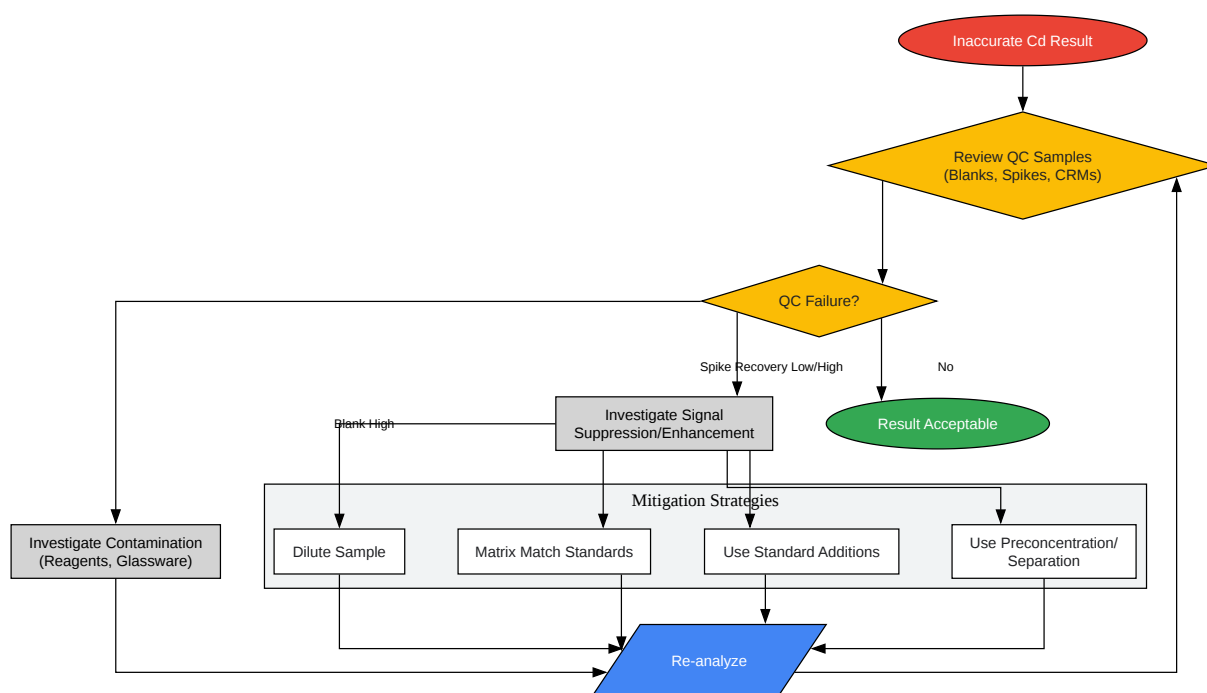 Inaccurate Cd Result
Review QC Samples
(Blanks, Spikes, CRMs)
QC Failure?
Spike Recovery Low/High
No
Investigate Signal
Suppression/Enhancement
Result Acceptable
Blank High
Mitigation Strategies
Investigate Contamination
(Reagents, Glassware)
Dilute Sample
Matrix Match Standards
Use Standard Additions
Use Preconcentration/
Separation
Re-analyze